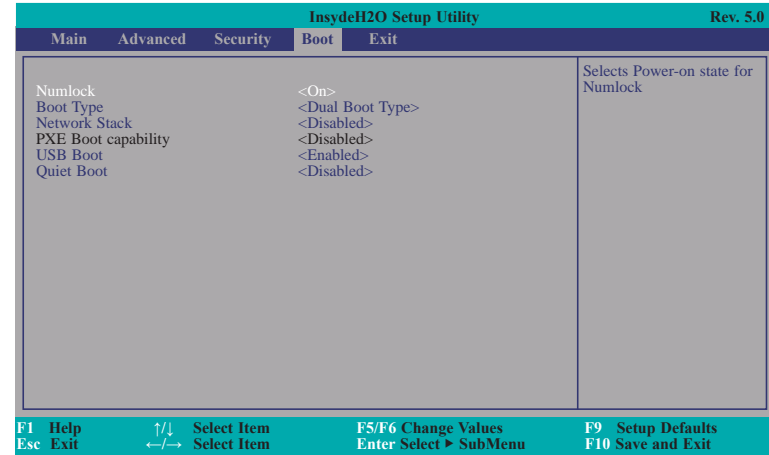 InsydeH2O Setup Utility Rev. 5.0
Main Advanced Security Boot Exit
Numlock <On>
Boot Type <Dual Boot Type>
Network Stack <Disabled>
PXE Boot capability <Disabled>
USB Boot <Enabled>
Quiet Boot <Disabled>
Selects Power-on state for
Numlock
F1 Help ↑/↓ Select Item F5/F6 Change Values F9 Setup Defaults
Esc Exit ←/→ Select Item Enter Select ▶ SubMenu F10 Save and Exit